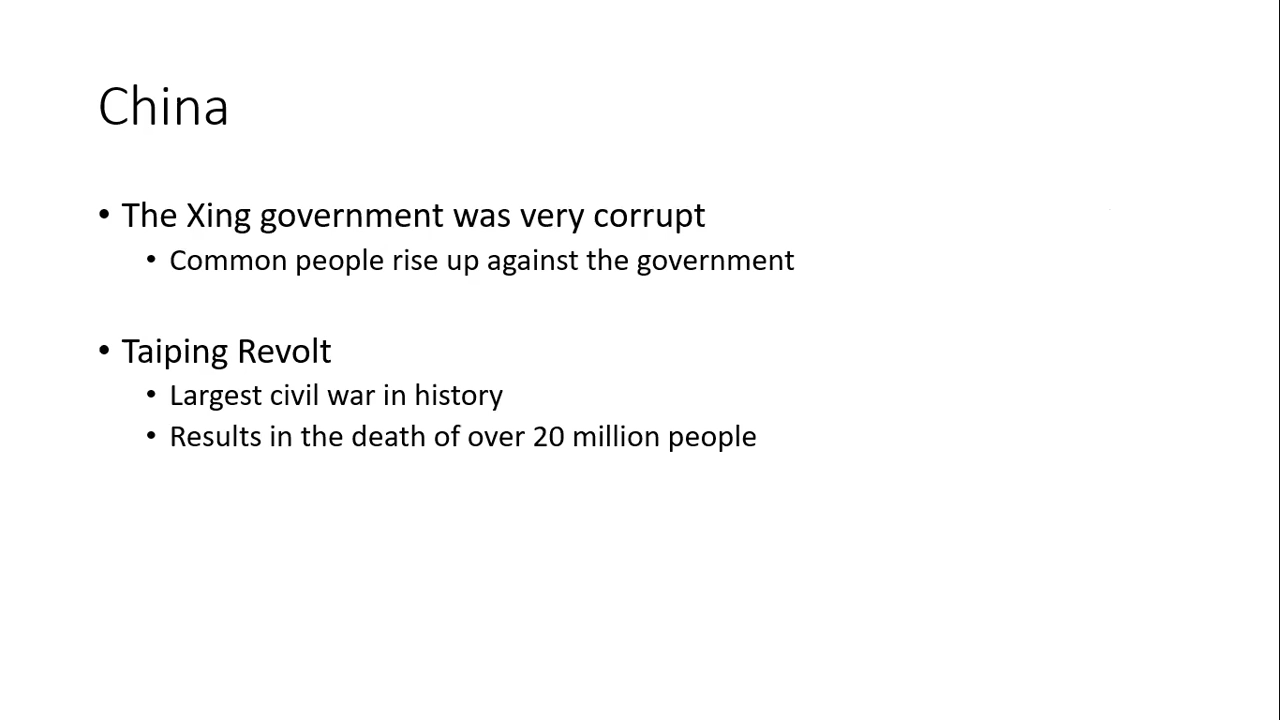 China
• The Xing government was very corrupt
• Common people rise up against the government
• Taiping Revolt
• Largest civil war in history
• Results in the death of over 20 million people